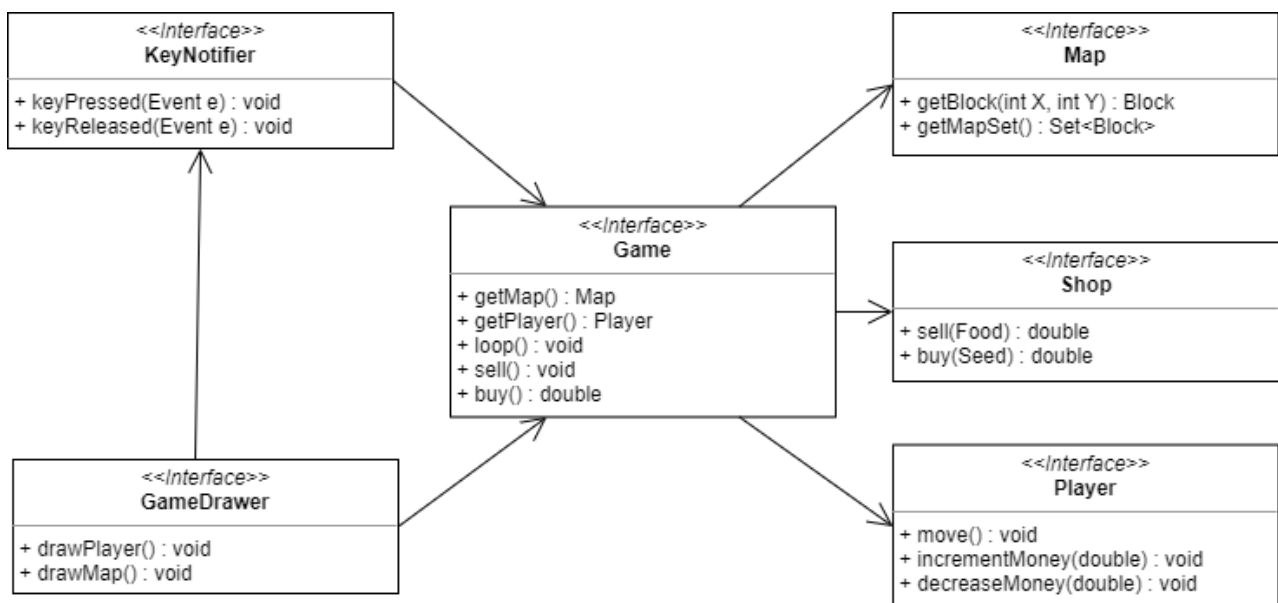 <<Interface>>
KeyNotifier
+ keyPressed(Event e) : void
+ keyReleased(Event e) : void
<<Interface>>
Map
+ getBlock(int X, int Y) : Block
+ getMapSet() : Set<Block>
<<Interface>>
Game
+ getMap() : Map
+ getPlayer() : Player
+ loop() : void
+ sell() : void
+ buy() : double
<<Interface>>
Shop
+ sell(Food) : double
+ buy(Seed) : double
<<Interface>>
GameDrawer
+ drawPlayer() : void
+ drawMap() : void
<<Interface>>
Player
+ move() : void
+ incrementMoney(double) : void
+ decreaseMoney(double) : void